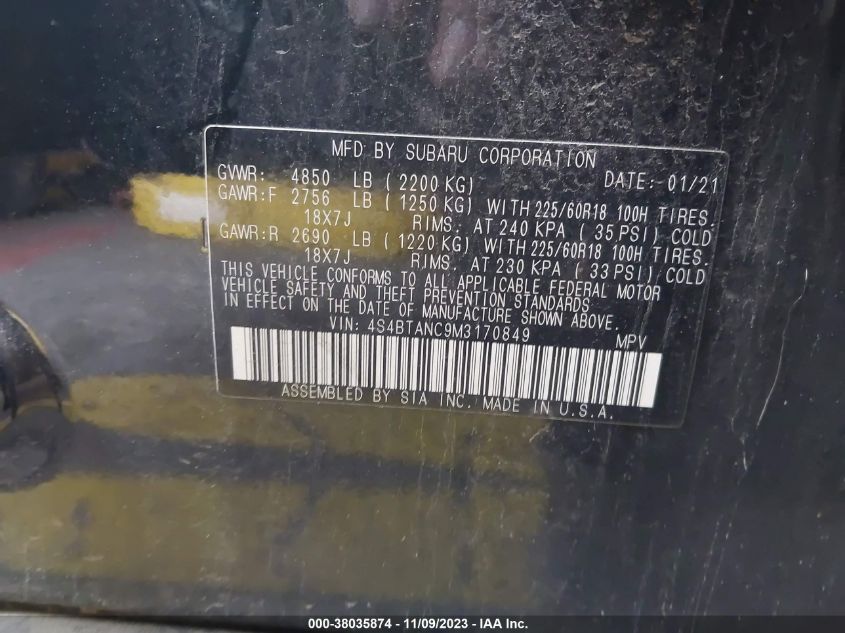 MFD BY SUBARU CORPORATION
GVWR: 4850 LB ( 2200 KG) DATE: 01/21
GAWR:F 2756 LB ( 1250 KG) WITH 225/60R18 100H TIRES.
18X7J RIMS. AT 240 KPA ( 35 PSI) COLD
GAWR:R 2690 LB ( 1220 KG) WITH 225/60R18 100H TIRES.
18X7J RIMS. AT 230 KPA ( 33 PSI) COLD
THIS VEHICLE CONFORMS TO ALL APPLICABLE FEDERAL MOTOR
VEHICLE SAFETY AND THEFT PREVENTION STANDARDS
IN EFFECT ON THE DATE OF MANUFACTURE SHOWN ABOVE.
VIN: 4S4BTANC9M3170849 MPV
ASSEMBLED BY SIA INC. MADE IN U.S.A.
000-38035874 | 11/09/2023 - IAA Inc.